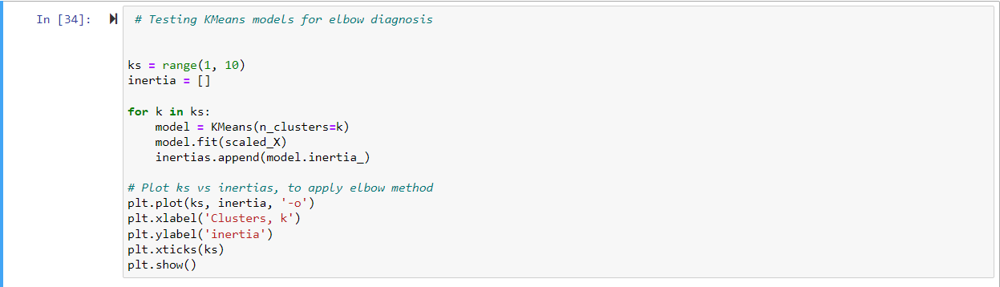 In [34]:
# Testing KMeans models for elbow diagnosis
ks = range(1, 10)
inertia = []
for k in ks:
    model = KMeans(n_clusters=k)
    model.fit(scaled_X)
    inertias.append(model.inertia_)
# Plot ks vs inertias, to apply elbow method
plt.plot(ks, inertia, '-o')
plt.xlabel('Clusters, k')
plt.ylabel('inertia')
plt.xticks(ks)
plt.show()